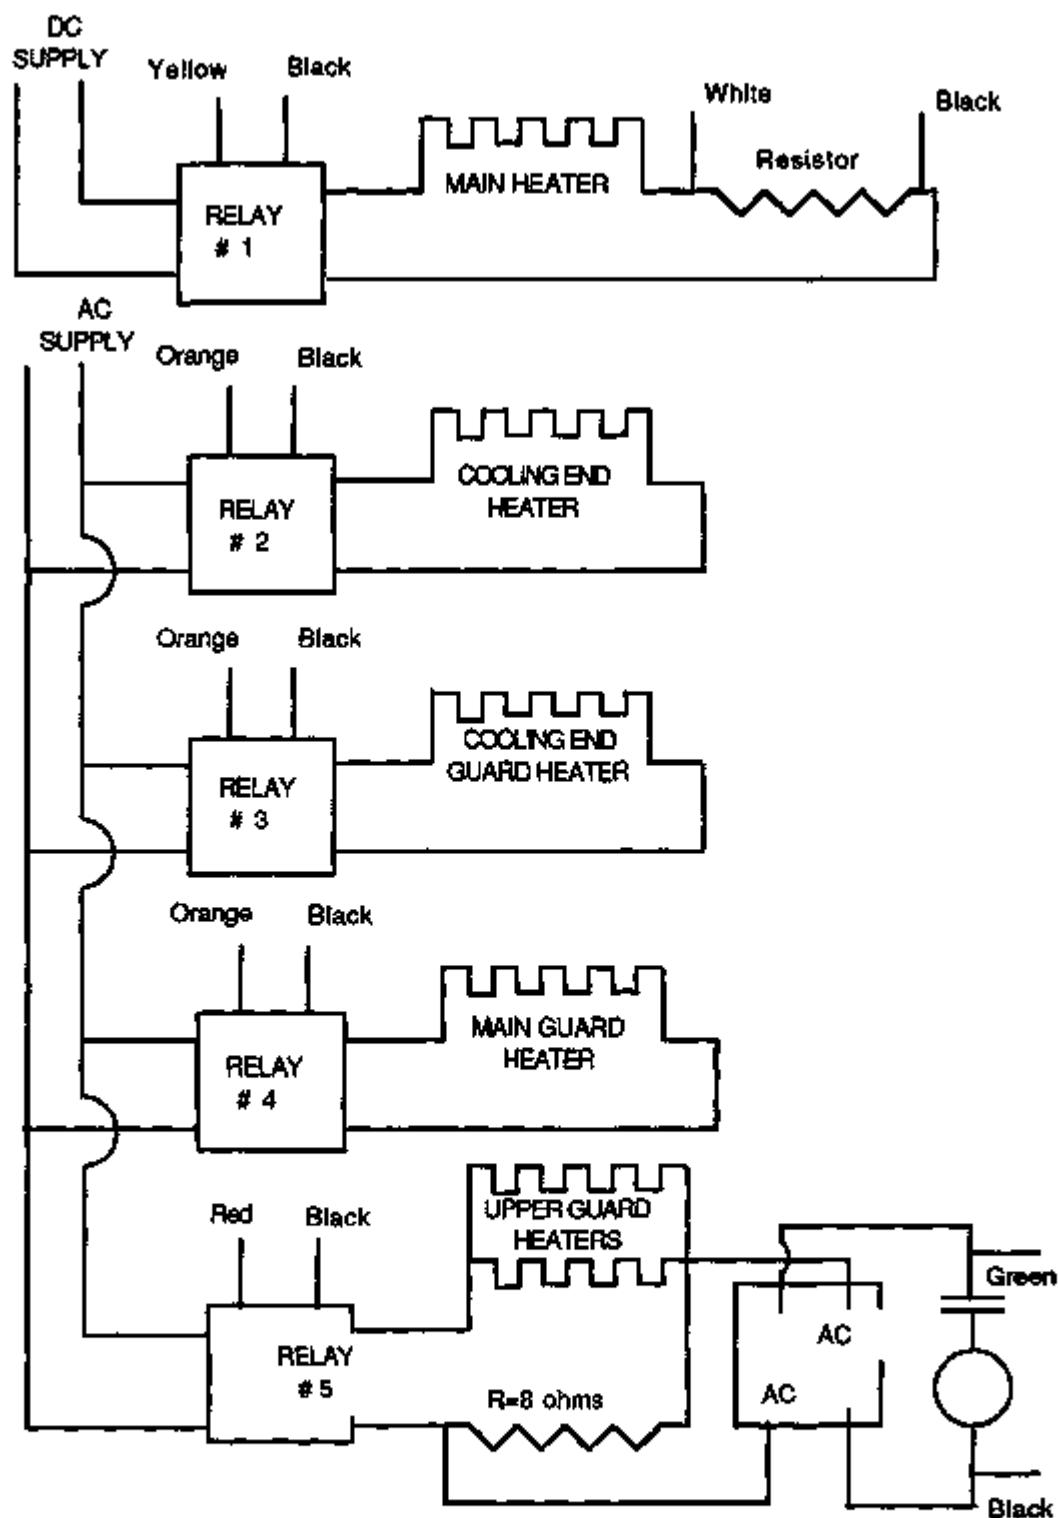 DC
SUPPLY
Yellow
Black
White
Black
Resistor
MAIN HEATER
RELAY
# 1
AC
SUPPLY
Orange
Black
COOLING END
HEATER
RELAY
# 2
Orange
Black
COOLING END
GUARD HEATER
RELAY
# 3
Orange
Black
MAIN GUARD
HEATER
RELAY
# 4
Red
Black
UPPER GUARD
HEATERS
Green
AC
RELAY
# 5
R=8 ohms
AC
Black